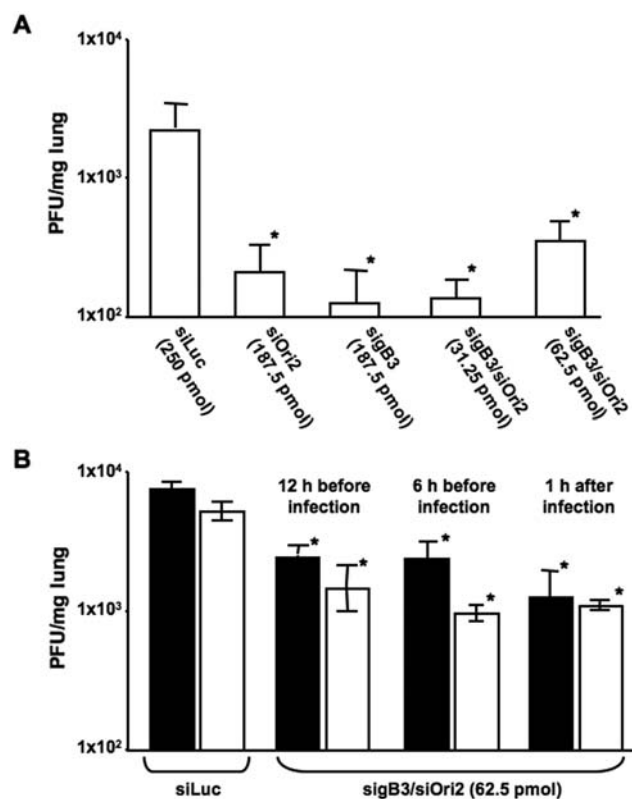 A
1x10⁴
1x10³
1x10²
PFU/mg lung
*
*
*
*
siLuc
(250 pmol)
siOri2
(187.5 pmol)
sigB3
(187.5 pmol)
sigB3/siOri2
(31.25 pmol)
sigB3/siOri2
(62.5 pmol)
B
1x10⁴
1x10³
1x10²
PFU/mg lung
12 h before
infection
6 h before
infection
1 h after
infection
*
*
*
*
*
*
siLuc
sigB3/siOri2 (62.5 pmol)